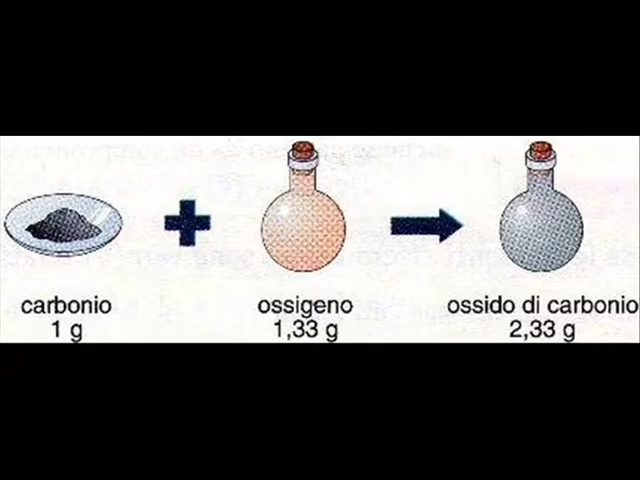 carbonio
1 g
ossigeno
1,33 g
ossido di carbonio
2,33 g